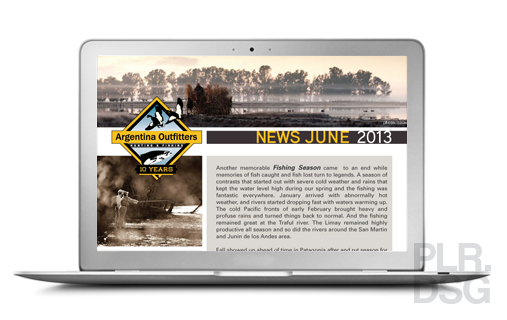 Argentina Outfitters
HUNTING & FISHING
10 YEARS
NEWS JUNE 2013
Another memorable Fishing Season came to an end while
memories of fish caught and fish lost turn to legends. A season of
contrasts that started out with severe cold weather and rains that
kept the water level high during our spring and the fishing was
fantastic everywhere. January arrived with abnormally hot
weather, and rivers started dropping fast with waters warming up.
The cold Pacific fronts of early February brought heavy and
profuse rains and turned things back to normal. And the fishing
remained great at the Traful river. The Limay remained highly
productive all season and so did the rivers around the San Martin
and Junin de los Andes area.
Fall showed up ahead of time in Patagonia after and rut season for
PLR.
DSG